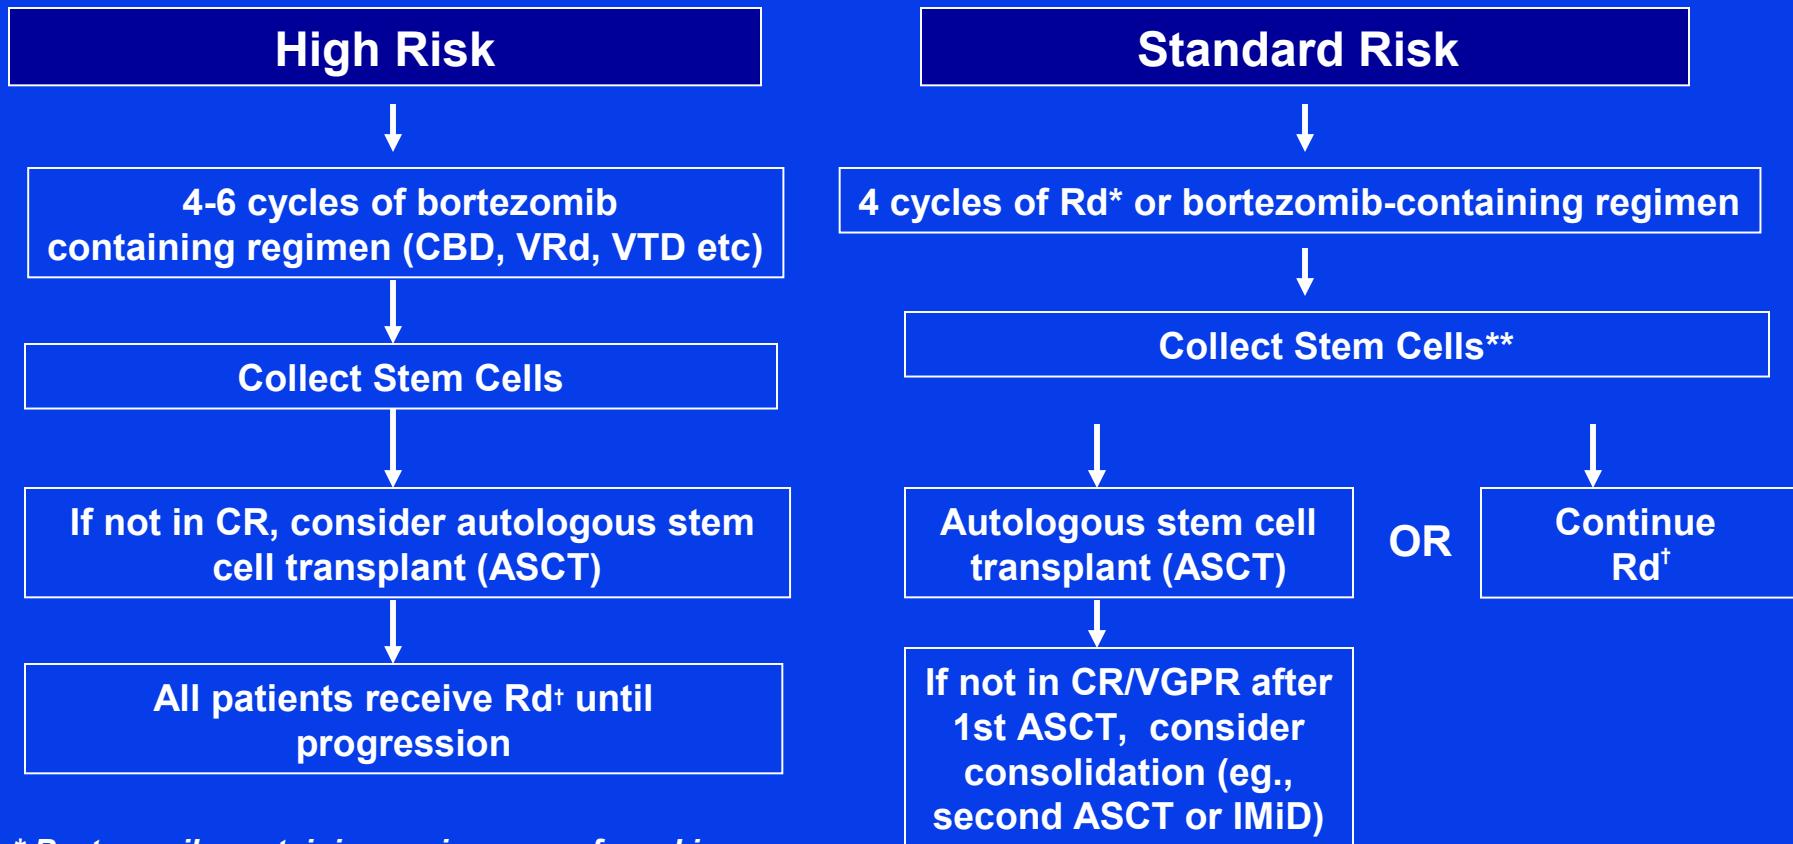 High Risk
4-6 cycles of bortezomib
containing regimen (CBD, VRd, VTD etc)
Collect Stem Cells
If not in CR, consider autologous stem
cell transplant (ASCT)
All patients receive Rd† until
progression
Standard Risk
4 cycles of Rd* or bortezomib-containing regimen
Collect Stem Cells**
Autologous stem cell
transplant (ASCT)
OR
Continue
Rd†
If not in CR/VGPR after
1st ASCT, consider
consolidation (eg.,
second ASCT or IMiD)